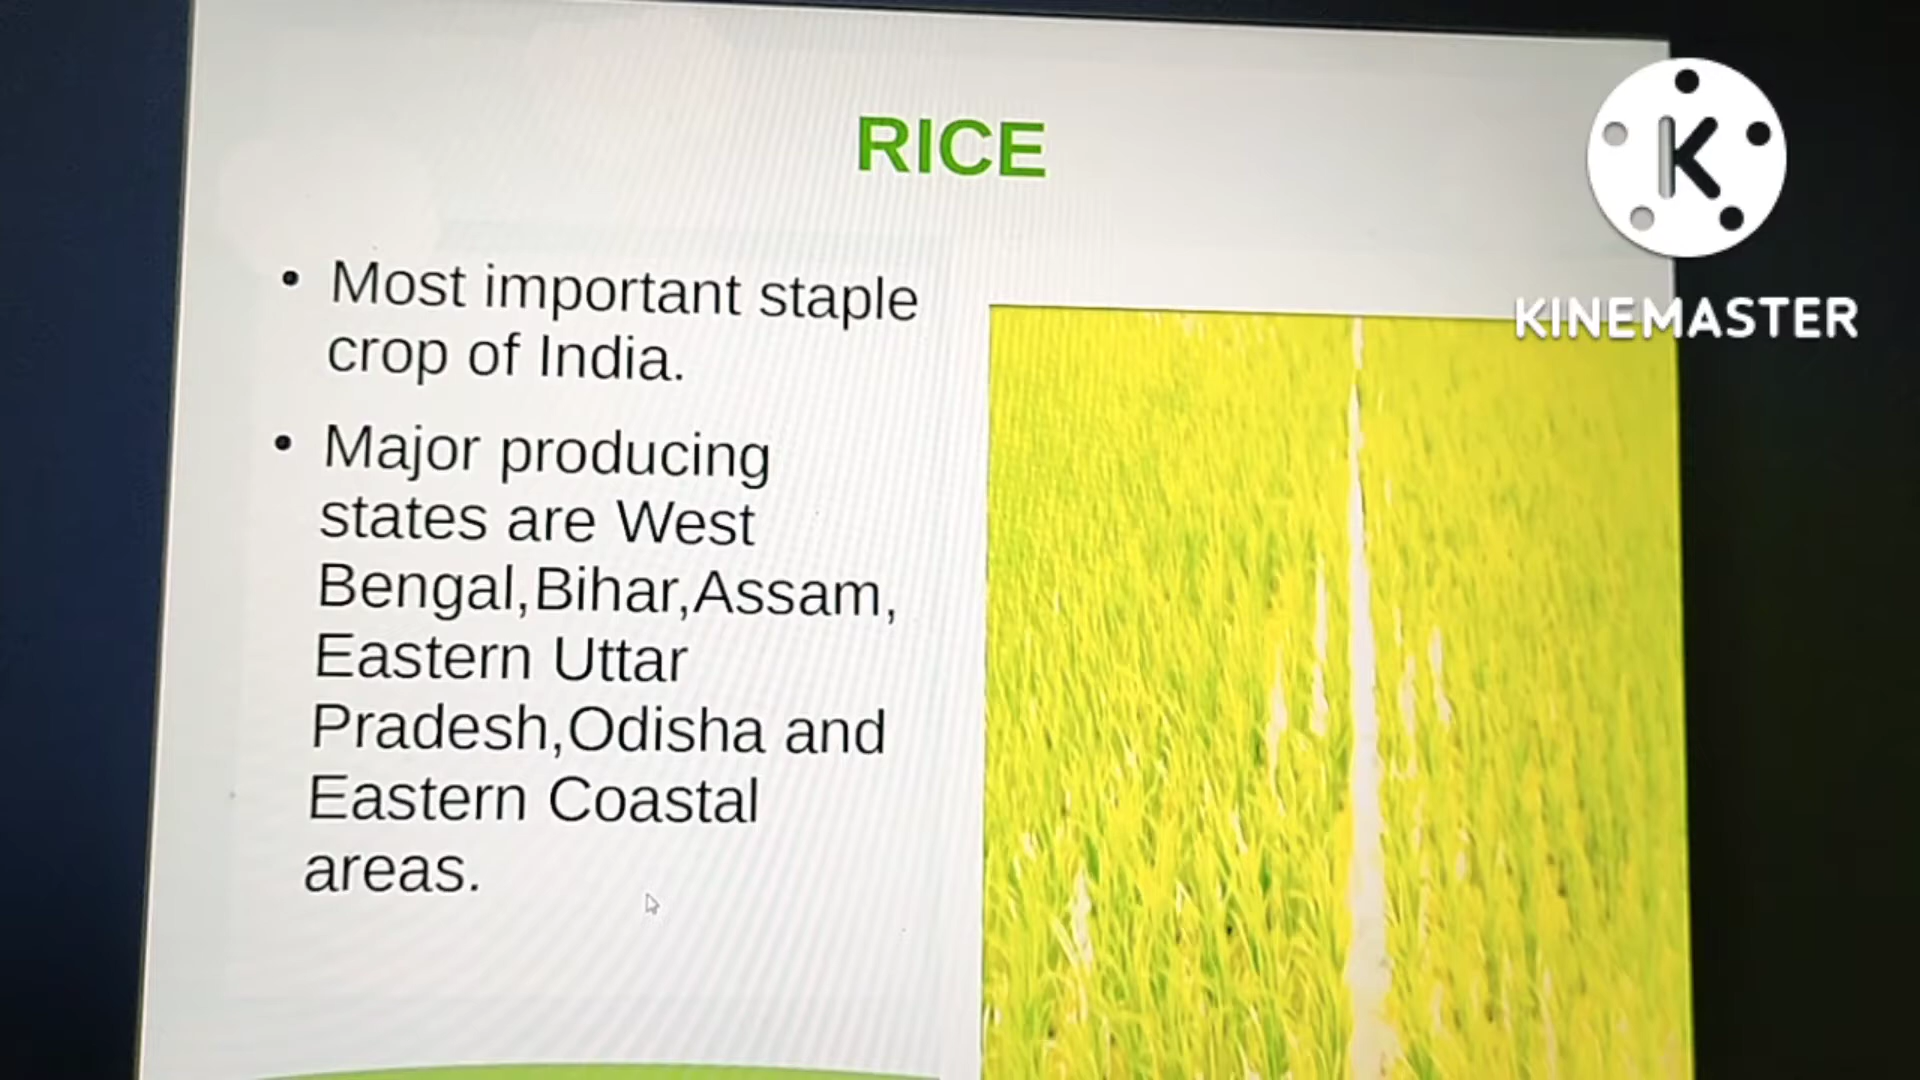 RICE
• Most important staple
crop of India.
• Major producing
states are West
Bengal,Bihar,Assam,
Eastern Uttar
Pradesh,Odisha and
Eastern Coastal
areas.
K
KINEMASTER